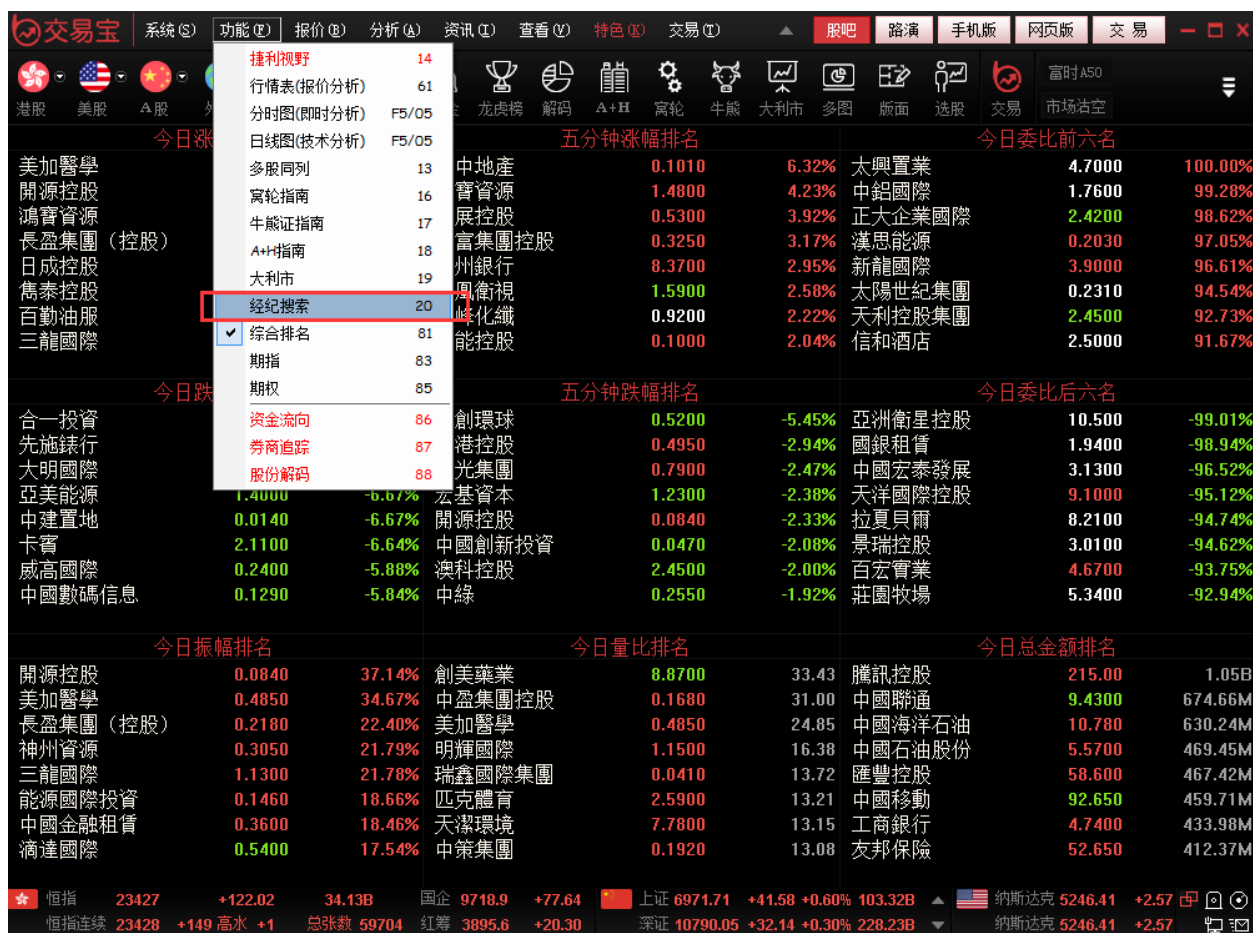 交易宝 系统(S) 功能(F) 报价(B) 分析(A) 资讯(I) 查看(V) 特色(K) 交易(T) 股吧 路演 手机版 网页版 交 易
富时A50
港股 美股 A股 龙虎榜 解码 A+H 窝轮 牛熊 大利市 多图 版面 选股 交易 市场沽空
捷利视野 14
行情表(报价分析) 61
分时图(即时分析) F5/05
日线图(技术分析) F5/05
多股同列 13
窝轮指南 16
牛熊证指南 17
A+H指南 18
大利市 19
经纪搜索 20
综合排名 81
期指 83
期权 85
资金流向 86
券商追踪 87
股份解码 88
今日涨 五分钟涨幅排名 今日委比前六名
美加醫學 中地產 0.1010 6.32% 太興置業 4.7000 100.00%
開源控股 寶資源 1.4800 4.23% 中鋁國際 1.7600 99.28%
鴻寶資源 展控股 0.5300 3.92% 正大企業國際 2.4200 98.62%
長盈集團（控股） 富集團控股 0.3250 3.17% 漢思能源 0.2030 97.05%
日成控股 州銀行 8.3700 2.95% 新龍國際 3.9000 96.61%
雋泰控股 凰衛視 1.5900 2.58% 太陽世紀集團 0.2310 94.54%
百勤油服 峰化纖 0.9200 2.22% 天利控股集團 2.4500 92.73%
三龍國際 能控股 0.1000 2.04% 信和酒店 2.5000 91.67%
今日跌 五分钟跌幅排名 今日委比后六名
合一投資 創環球 0.5200 -5.45% 亞洲衛星控股 10.500 -99.01%
先施錶行 港控股 0.4950 -2.94% 國銀租賃 1.9400 -98.94%
大明國際 光集團 0.7900 -2.47% 中國宏泰發展 3.1300 -96.52%
亞美能源 1.4000 -6.67% 宏基資本 1.2300 -2.38% 天洋國際控股 9.1000 -95.12%
中建置地 0.0140 -6.67% 開源控股 0.0840 -2.33% 拉夏貝爾 8.2100 -94.74%
卡賓 2.1100 -6.64% 中國創新投資 0.0470 -2.08% 景瑞控股 3.0100 -94.62%
威高國際 0.2400 -5.88% 澳科控股 2.4500 -2.00% 百宏實業 4.6700 -93.75%
中國數碼信息 0.1290 -5.84% 中綠 0.2550 -1.92% 莊園牧場 5.3400 -92.94%
今日振幅排名 今日量比排名 今日总金额排名
開源控股 0.0840 37.14% 創美藥業 8.8700 33.43 騰訊控股 215.00 1.05B
美加醫學 0.4850 34.67% 中盈集團控股 0.1680 31.00 中國聯通 9.4300 674.66M
長盈集團（控股） 0.2180 22.40% 美加醫學 0.4850 24.85 中國海洋石油 10.780 630.24M
神州資源 0.3050 21.79% 明輝國際 1.1500 16.38 中國石油股份 5.5700 469.45M
三龍國際 1.1300 21.78% 瑞鑫國際集團 0.0410 13.72 匯豐控股 58.600 467.42M
能源國際投資 0.1460 18.66% 匹克體育 2.5900 13.21 中國移動 92.650 459.71M
中國金融租賃 0.3600 18.46% 天潔環境 7.7800 13.15 工商銀行 4.7400 433.98M
滴達國際 0.5400 17.54% 中策集團 0.1920 13.08 友邦保險 52.650 412.37M
恒指 23427 +122.02 34.13B 国企 9718.9 +77.64 上证 6971.71 +41.58 +0.60% 103.32B 纳斯达克 5246.41 +2.57
恒指连续 23428 +149 高水 +1 总张数 59704 红筹 3895.6 +20.30 深证 10790.05 +32.14 +0.30% 228.23B 纳斯达克 5246.41 +2.57